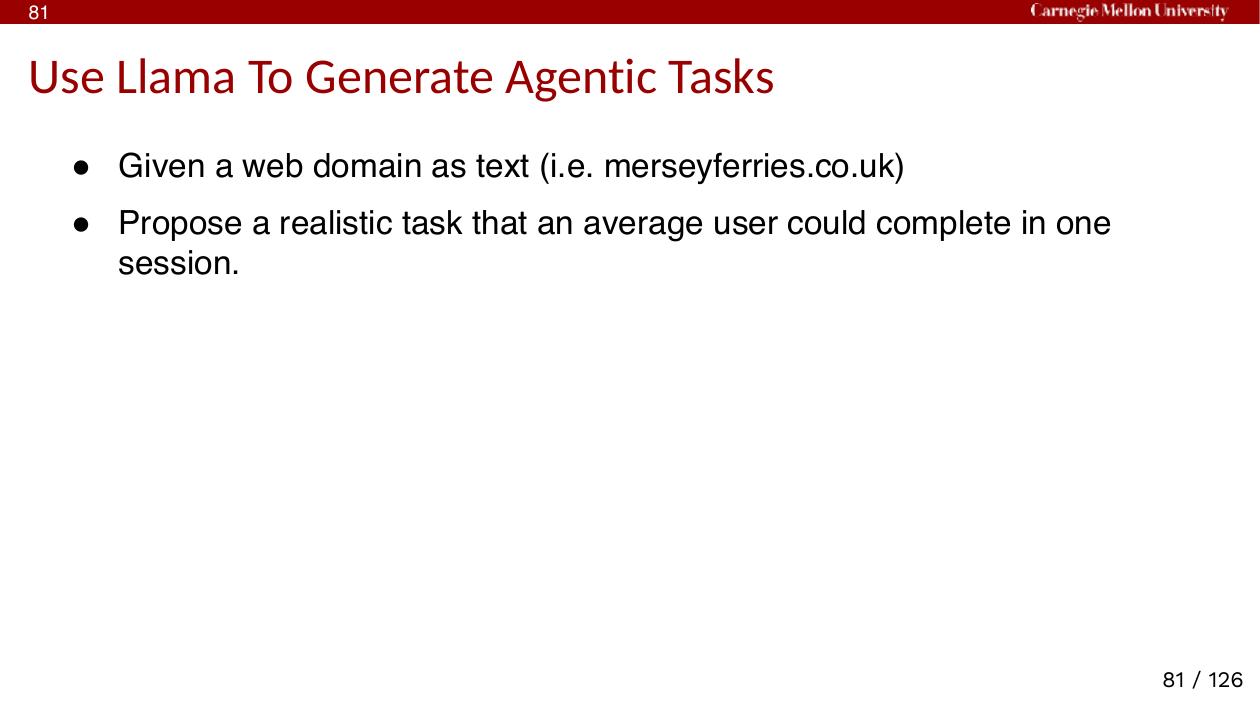 81
Carnegie Mellon University
Use Llama To Generate Agentic Tasks
● Given a web domain as text (i.e. merseyferries.co.uk)
● Propose a realistic task that an average user could complete in one
session.
81 / 126